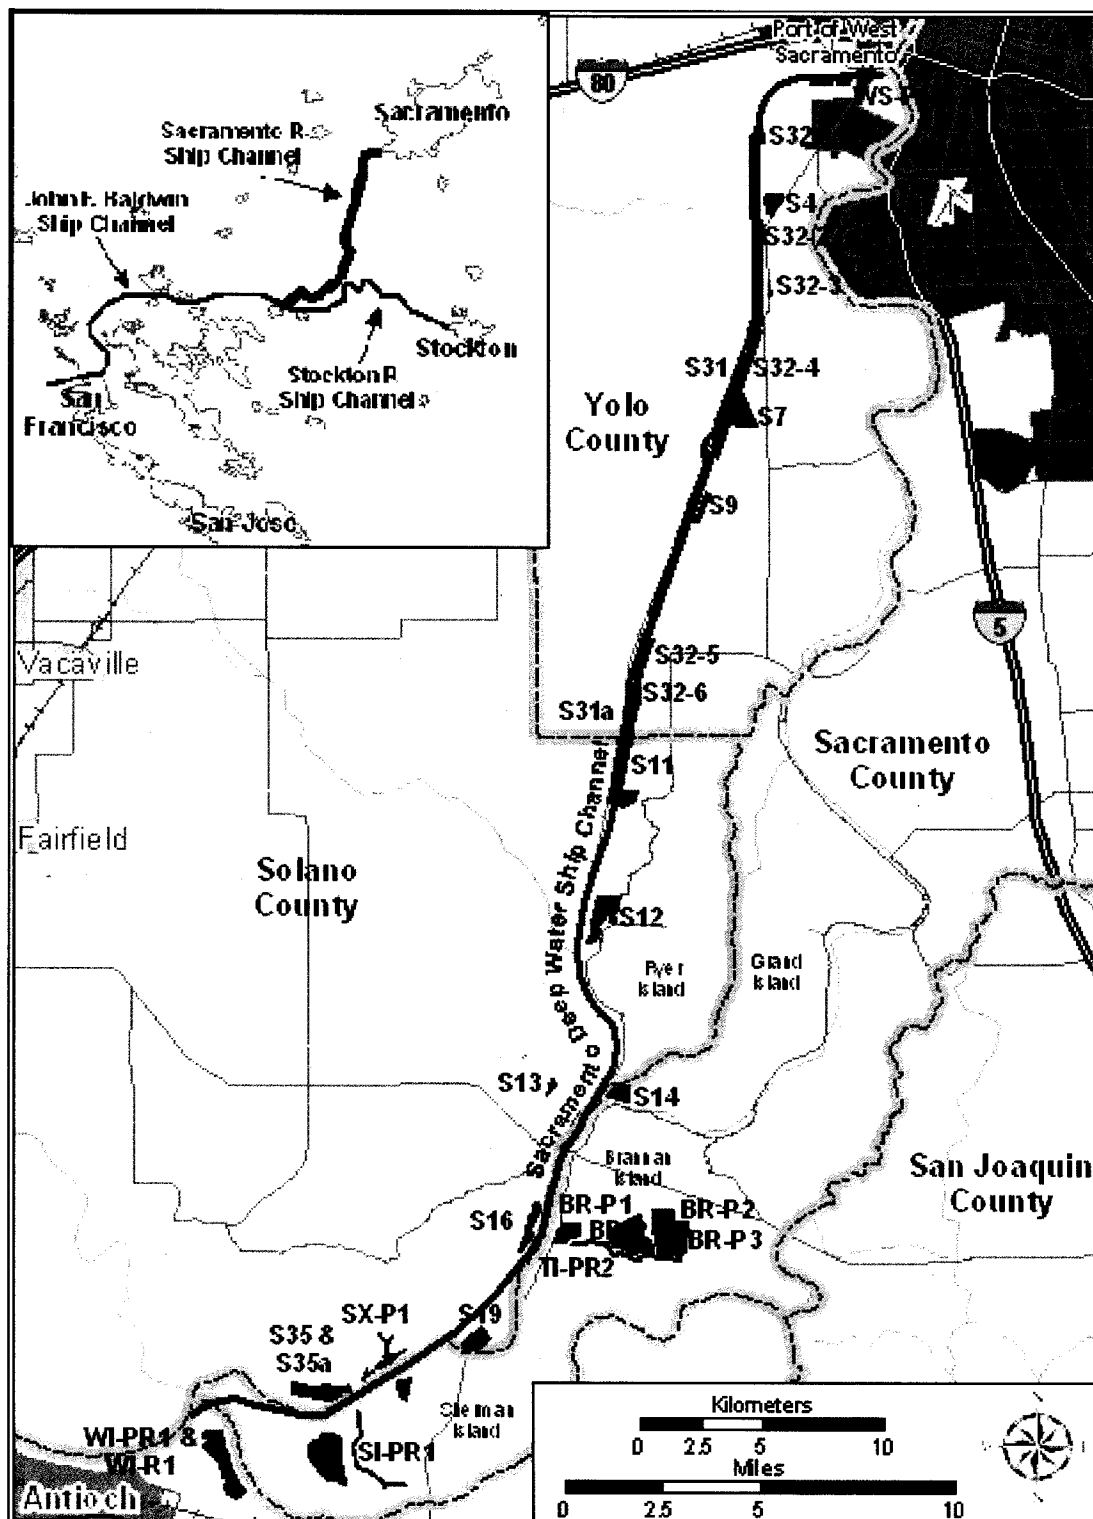 Sacramento
Sacramento R
Ship Channel
John F. Baldwin
Ship Channel
Stockton
Stockton R
Ship Channel
San
Francisco
San Jose
80
Port of West
Sacramento
S32
S4
S32-2
S32-3
S31
S32-4
Yolo
County
S7
S9
5
Vacaville
S32-5
S32-6
S31a
Sacramento
County
S11
Fairfield
Solano
County
Sacramento Deep Water Ship Channel
S12
Ryer
Island
Grand
Island
S13
S14
Brannan
Island
San Joaquin
County
S16
BR-P1
BR
BR-P2
BR-P3
TI-PR2
SX-P1
S19
S35 &
S35a
Sherman
Island
WI-PR1 &
WI-R1
SI-PR1
Antioch
Kilometers
0 2.5 5 10
Miles
0 2.5 5 10